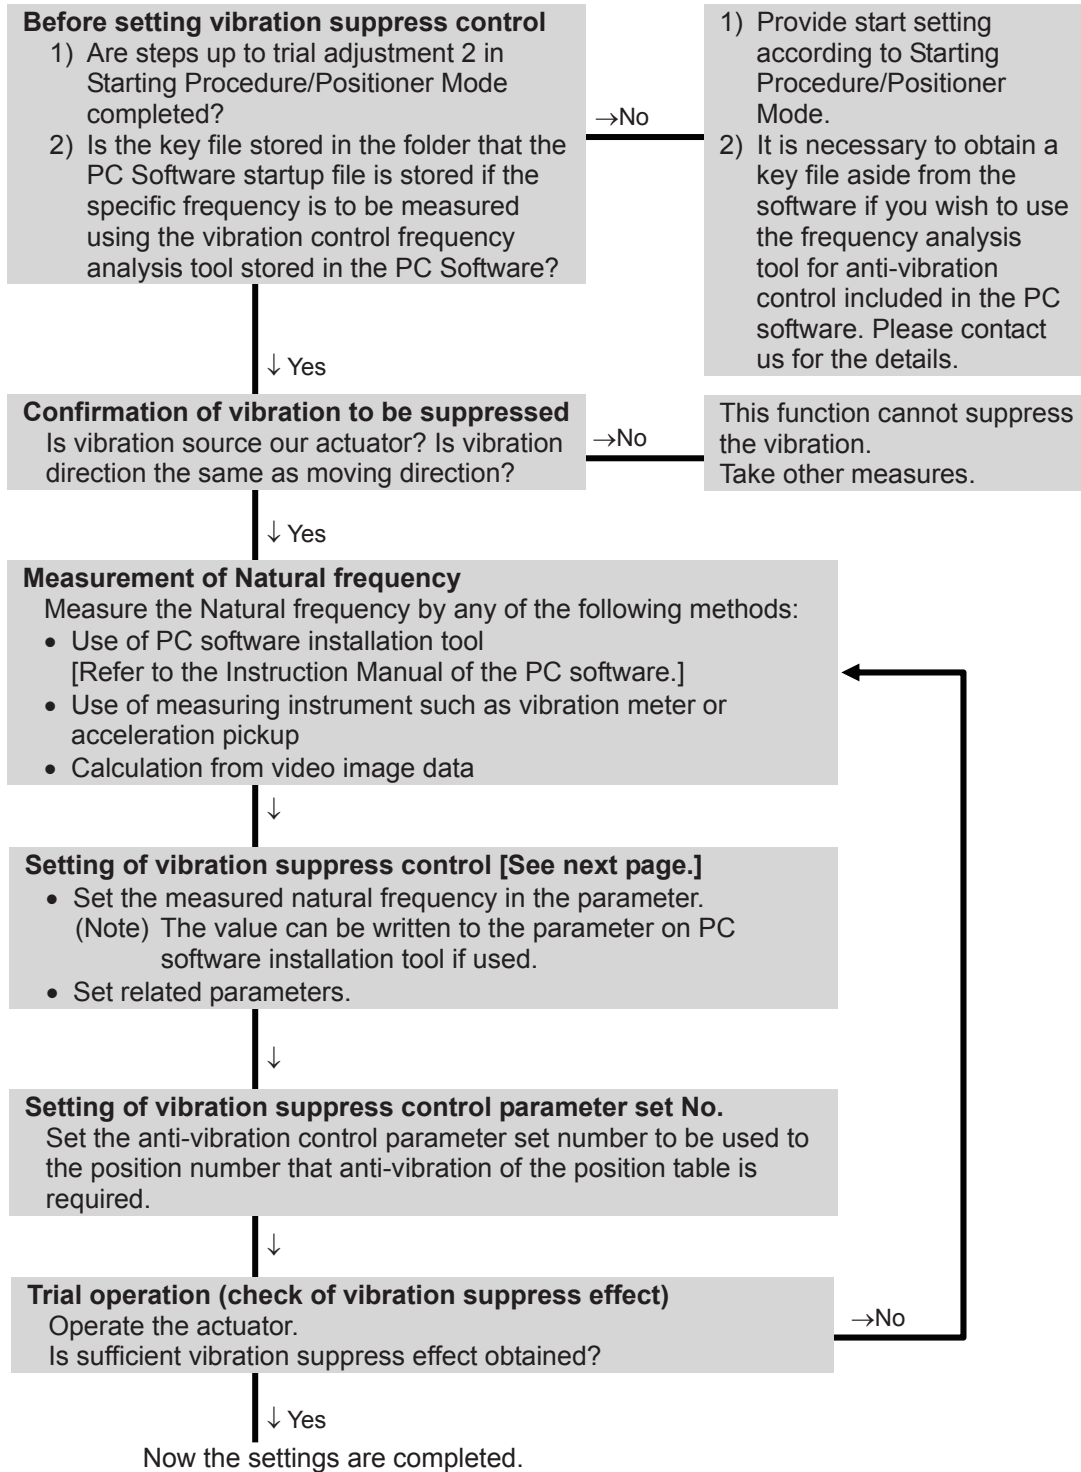 Before setting vibration suppress control
1) Are steps up to trial adjustment 2 in
Starting Procedure/Positioner Mode
completed?
2) Is the key file stored in the folder that the
PC Software startup file is stored if the
specific frequency is to be measured
using the vibration control frequency
analysis tool stored in the PC Software?
→No
1) Provide start setting
according to Starting
Procedure/Positioner
Mode.
2) It is necessary to obtain a
key file aside from the
software if you wish to use
the frequency analysis
tool for anti-vibration
control included in the PC
software. Please contact
us for the details.
↓ Yes
Confirmation of vibration to be suppressed
Is vibration source our actuator? Is vibration
direction the same as moving direction?
→No
This function cannot suppress
the vibration.
Take other measures.
↓ Yes
Measurement of Natural frequency
Measure the Natural frequency by any of the following methods:
• Use of PC software installation tool
[Refer to the Instruction Manual of the PC software.]
• Use of measuring instrument such as vibration meter or
acceleration pickup
• Calculation from video image data
↓
Setting of vibration suppress control [See next page.]
• Set the measured natural frequency in the parameter.
(Note) The value can be written to the parameter on PC
software installation tool if used.
• Set related parameters.
↓
Setting of vibration suppress control parameter set No.
Set the anti-vibration control parameter set number to be used to
the position number that anti-vibration of the position table is
required.
↓
Trial operation (check of vibration suppress effect)
Operate the actuator.
Is sufficient vibration suppress effect obtained?
→No
↓ Yes
Now the settings are completed.